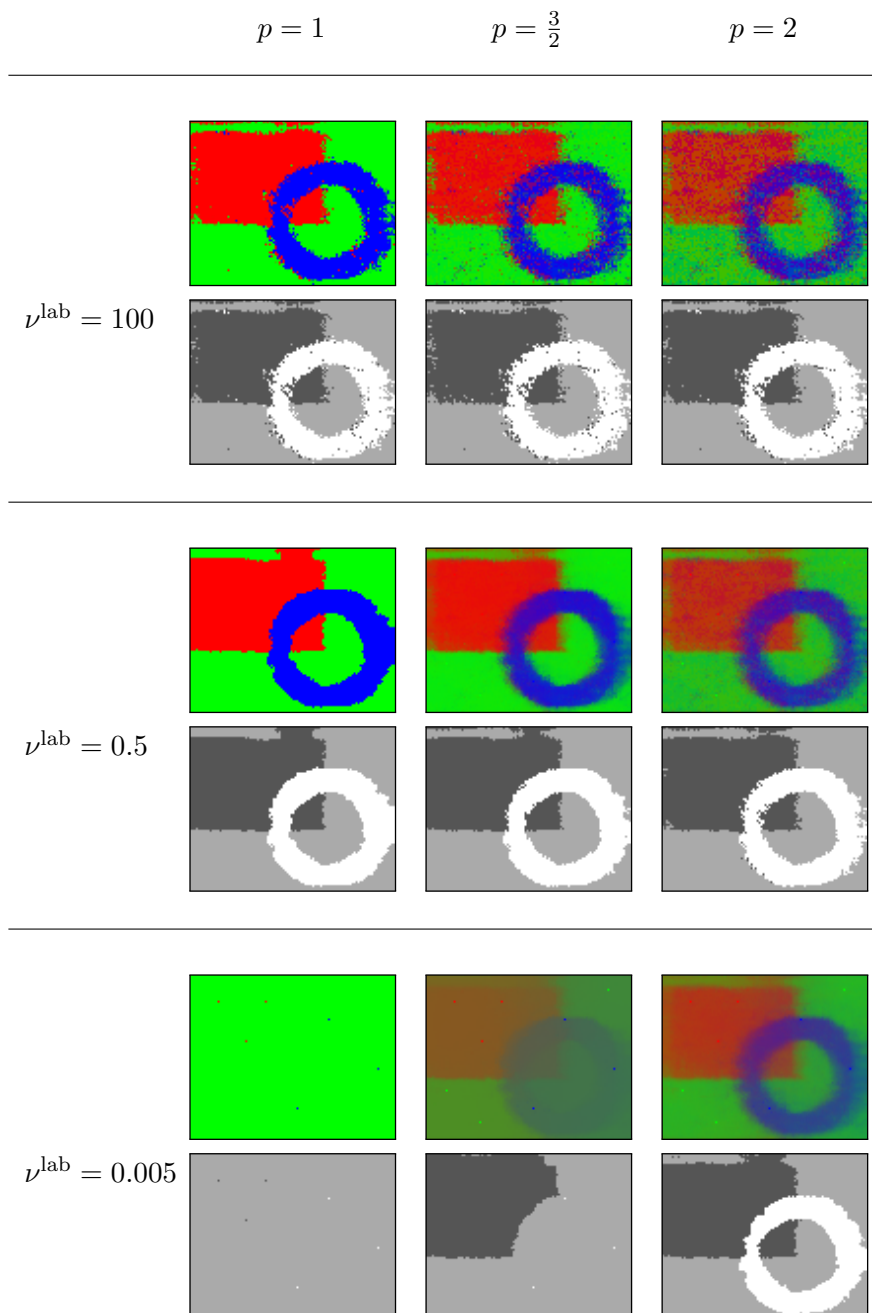 p = 1 p = 3/2 p = 2
ν^lab = 100
ν^lab = 0.5
ν^lab = 0.005